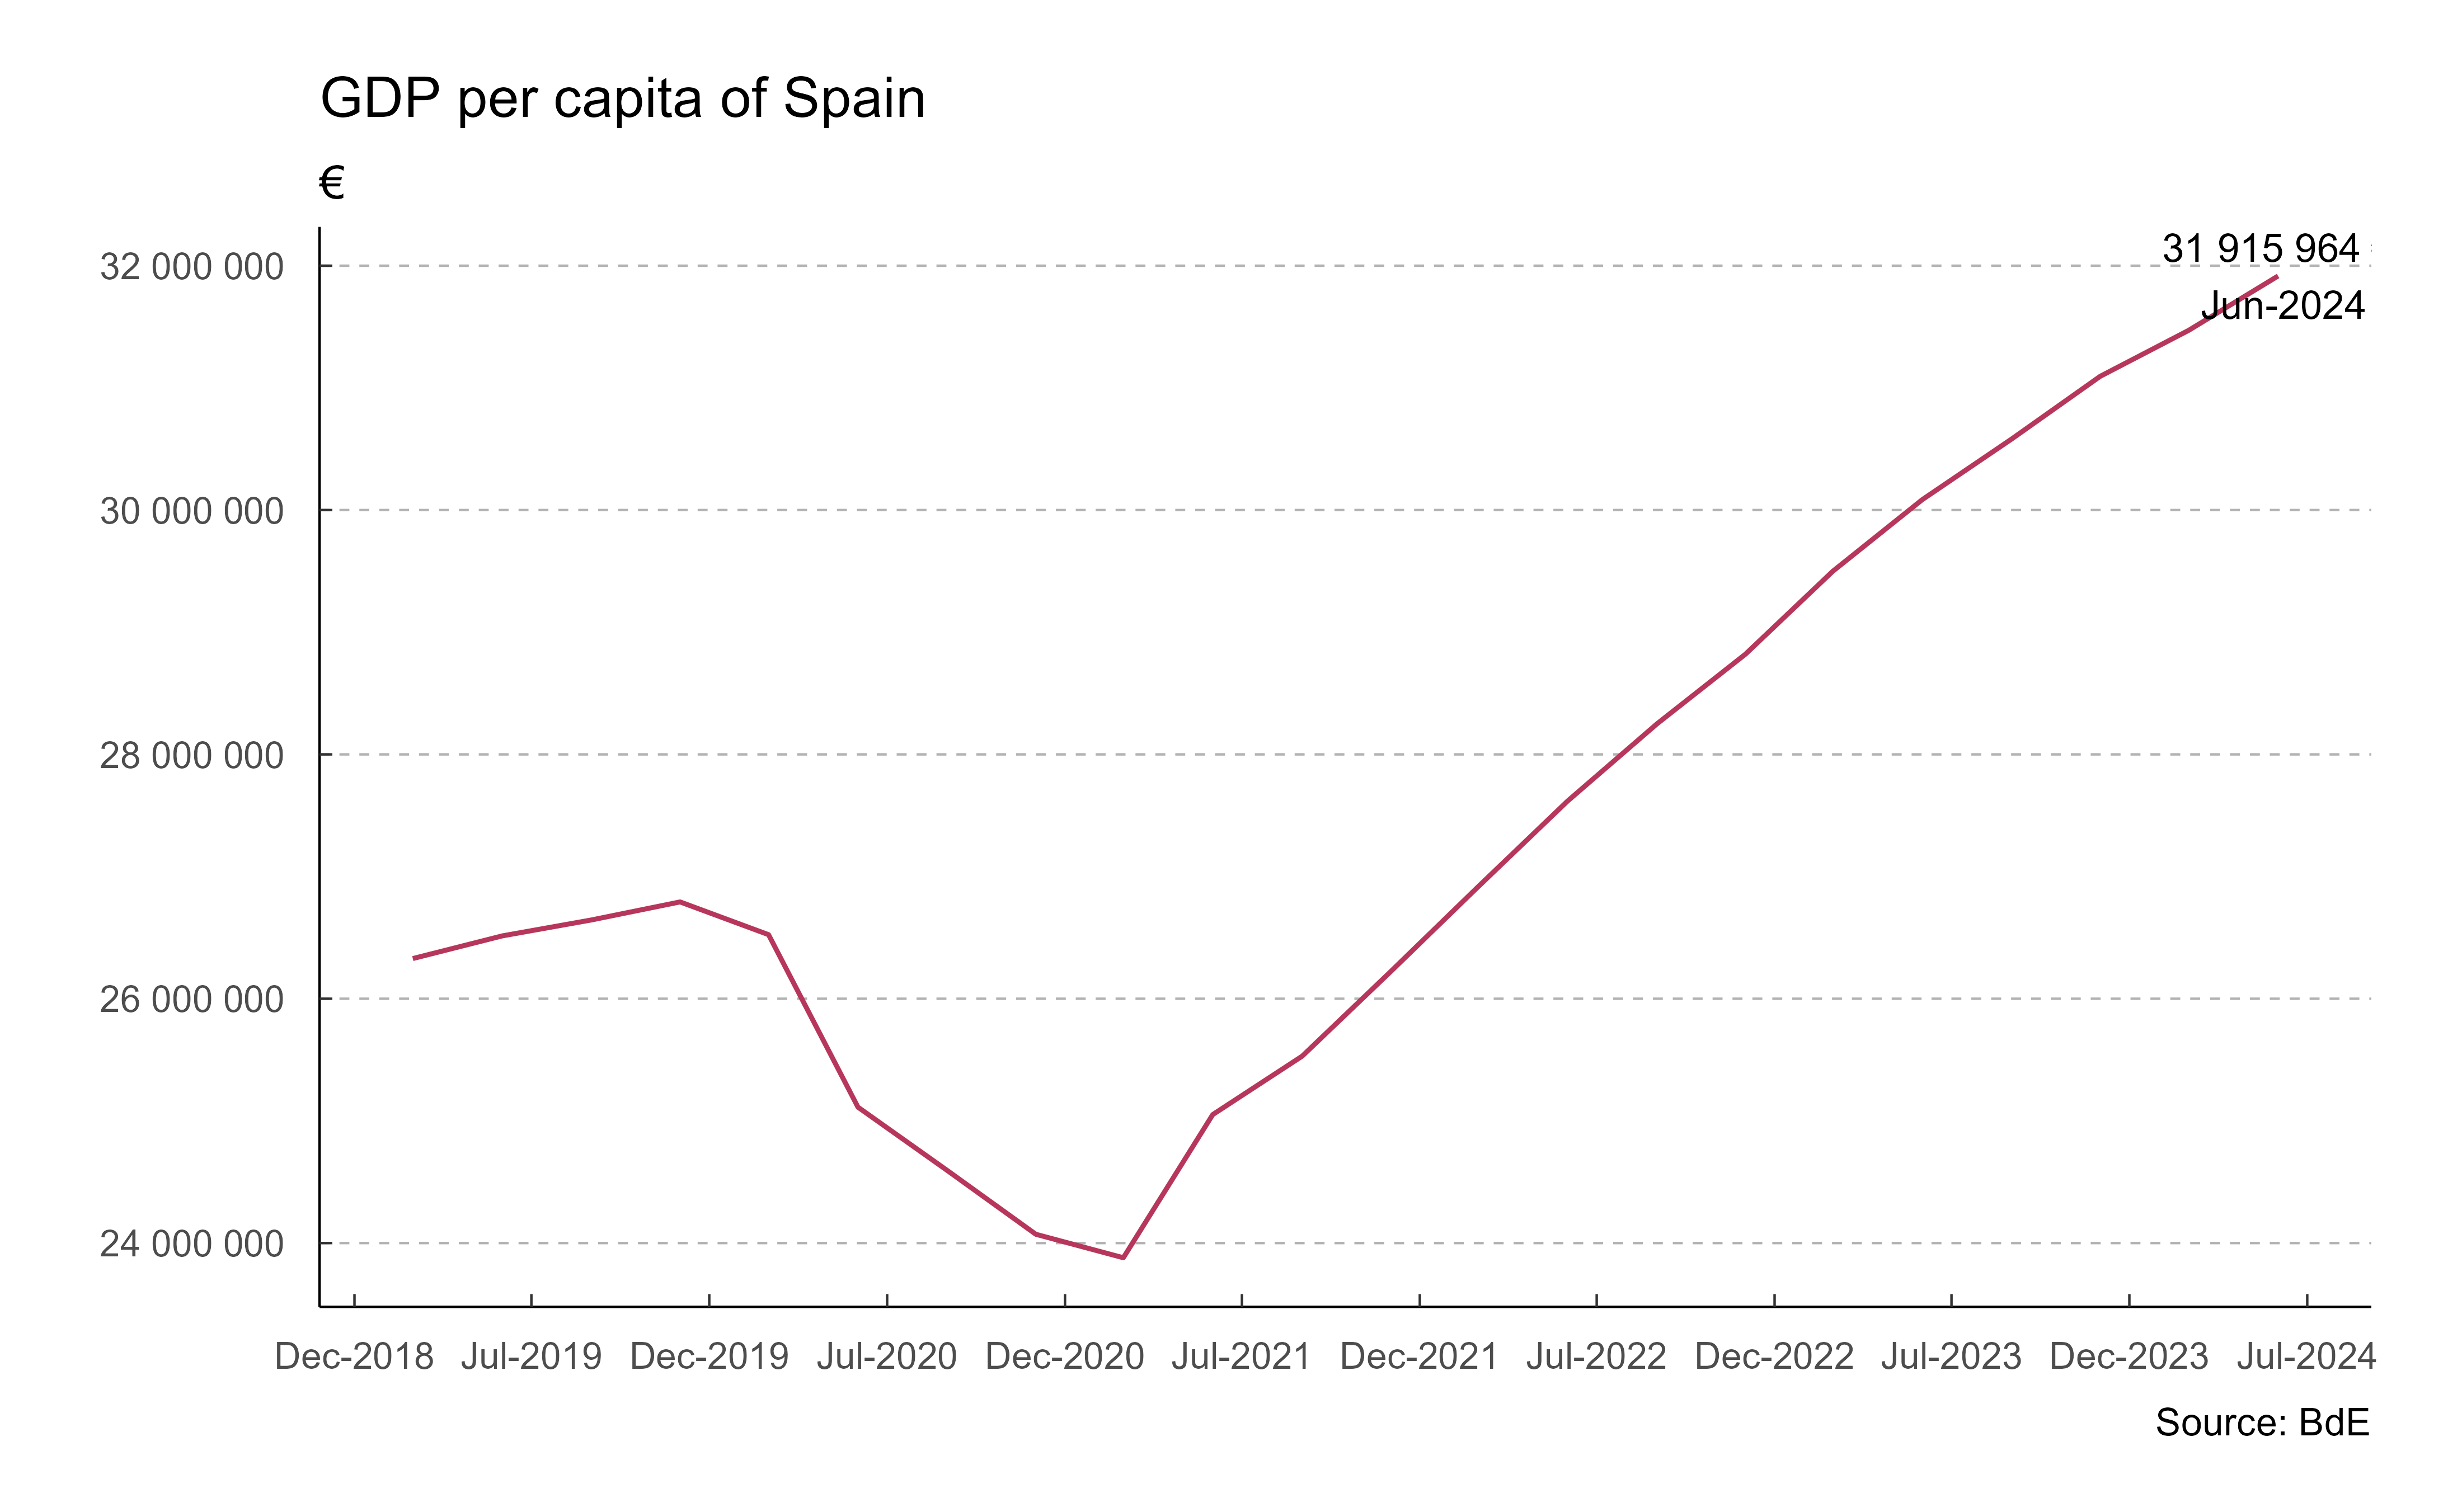 GDP per capita of Spain
€
32 000 000
31 915 964
Jun-2024
30 000 000
28 000 000
26 000 000
24 000 000
Dec-2018 Jul-2019 Dec-2019 Jul-2020 Dec-2020 Jul-2021 Dec-2021 Jul-2022 Dec-2022 Jul-2023 Dec-2023 Jul-2024
Source: BdE